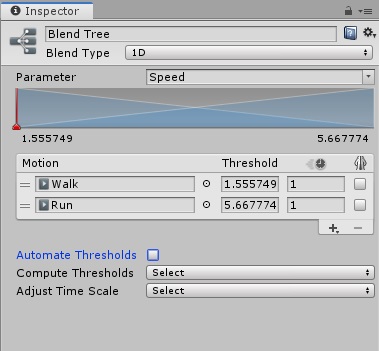 Inspector
Blend Tree
Blend Type 1D
Parameter Speed
1.555749 5.667774
Motion Threshold
Walk 1.555749 1
Run 5.667774 1
+ −
Automate Thresholds
Compute Thresholds Select
Adjust Time Scale Select